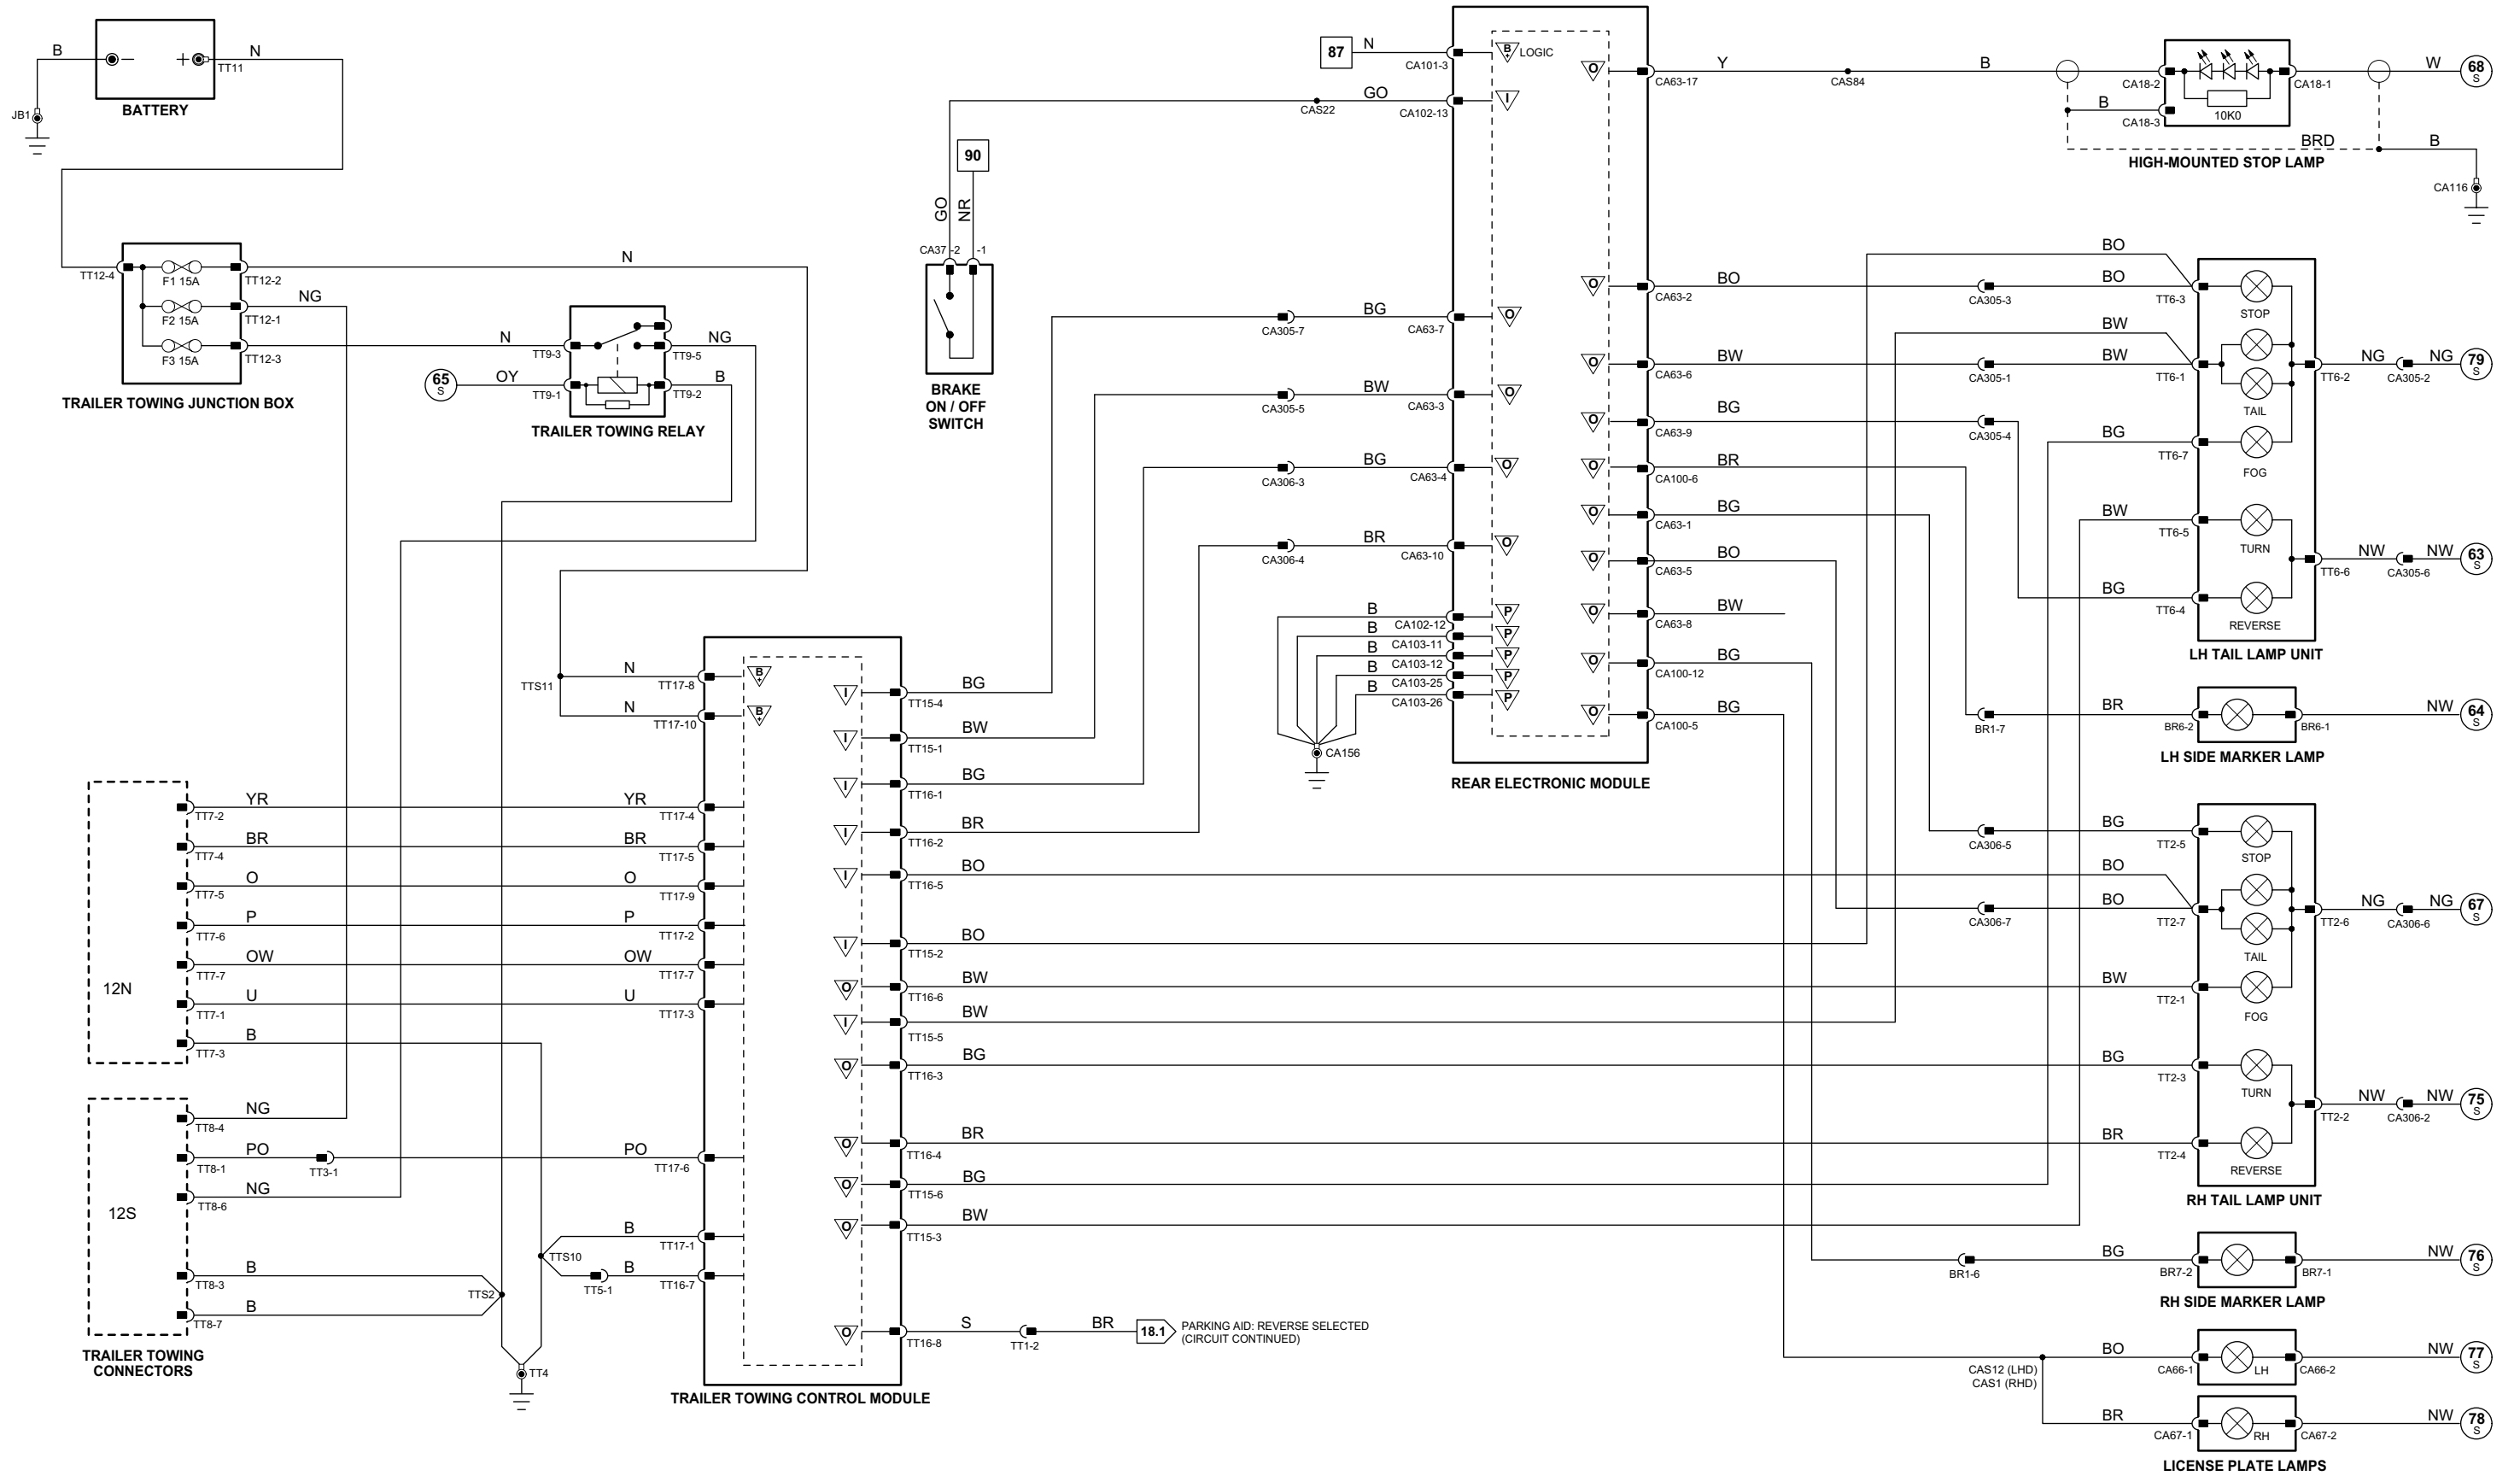 B
N
TT11
BATTERY
JB1
TT12-4
F1 15A
TT12-2
N
F2 15A
TT12-1
NG
F3 15A
TT12-3
TRAILER TOWING JUNCTION BOX
N
TT9-3
NG
TT9-5
65
S
OY
TT9-1
B
TT9-2
TRAILER TOWING RELAY
90
GO
NR
CA37 -2
-1
BRAKE
ON / OFF
SWITCH
87
N
CA101-3
B
+
LOGIC
CAS22
GO
CA102-13
I
CA305-7
BG
CA63-7
O
CA305-5
BW
CA63-3
O
CA306-3
BG
CA63-4
O
CA306-4
BR
CA63-10
O
B
CA102-12
P
B
CA103-11
P
B
CA103-12
P
B
CA103-25
P
B
CA103-26
P
CA156
O
CA63-17
Y
CAS84
B
O
CA63-2
BO
CA305-3
O
CA63-6
BW
CA305-1
O
CA63-9
BG
CA305-4
O
CA100-6
BR
O
CA63-1
BG
O
CA63-5
BO
O
CA63-8
BW
O
CA100-12
BG
O
CA100-5
BG
REAR ELECTRONIC MODULE
CA18-2
B
CA18-3
10K0
CA18-1
W
68
S
BRD
B
HIGH-MOUNTED STOP LAMP
CA116
BO
BO
TT6-3
STOP
BW
BW
TT6-1
TAIL
TT6-2
NG
CA305-2
NG
79
S
BG
TT6-7
FOG
BW
TT6-5
TURN
TT6-6
NW
CA305-6
NW
63
S
BG
TT6-4
REVERSE
LH TAIL LAMP UNIT
BR1-7
BR
BR6-2
BR6-1
NW
64
S
LH SIDE MARKER LAMP
CA306-5
BG
TT2-5
STOP
BO
CA306-7
BO
TT2-7
TAIL
TT2-6
NG
CA306-6
NG
67
S
BW
TT2-1
FOG
BG
TT2-3
TURN
TT2-2
NW
CA306-2
NW
75
S
BR
TT2-4
REVERSE
RH TAIL LAMP UNIT
BR1-6
BG
BR7-2
BR7-1
NW
76
S
RH SIDE MARKER LAMP
CAS12 (LHD)
CAS1 (RHD)
BO
CA66-1
LH
CA66-2
NW
77
S
BR
CA67-1
RH
CA67-2
NW
78
S
LICENSE PLATE LAMPS
TTS11
N
TT17-8
B
+
N
TT17-10
B
+
12N
TT7-2
YR
YR
TT17-4
TT7-4
BR
BR
TT17-5
TT7-5
O
O
TT17-9
TT7-6
P
P
TT17-2
TT7-7
OW
OW
TT17-7
TT7-1
U
U
TT17-3
TT7-3
B
12S
TT8-4
NG
TT8-1
PO
TT3-1
PO
TT17-6
TT8-6
NG
TT8-3
B
TT8-7
B
TTS2
TTS10
B
TT17-1
TT5-1
B
TT16-7
TRAILER TOWING
CONNECTORS
TT4
I
TT15-4
BG
I
TT15-1
BW
I
TT16-1
BG
I
TT16-2
BR
I
TT16-5
BO
I
TT15-2
BO
O
TT16-6
BW
I
TT15-5
BW
O
TT16-3
BG
O
TT16-4
BR
O
TT15-6
BG
O
TT15-3
BW
O
TT16-8
S
TT1-2
BR
18.1
PARKING AID: REVERSE SELECTED
(CIRCUIT CONTINUED)
TRAILER TOWING CONTROL MODULE